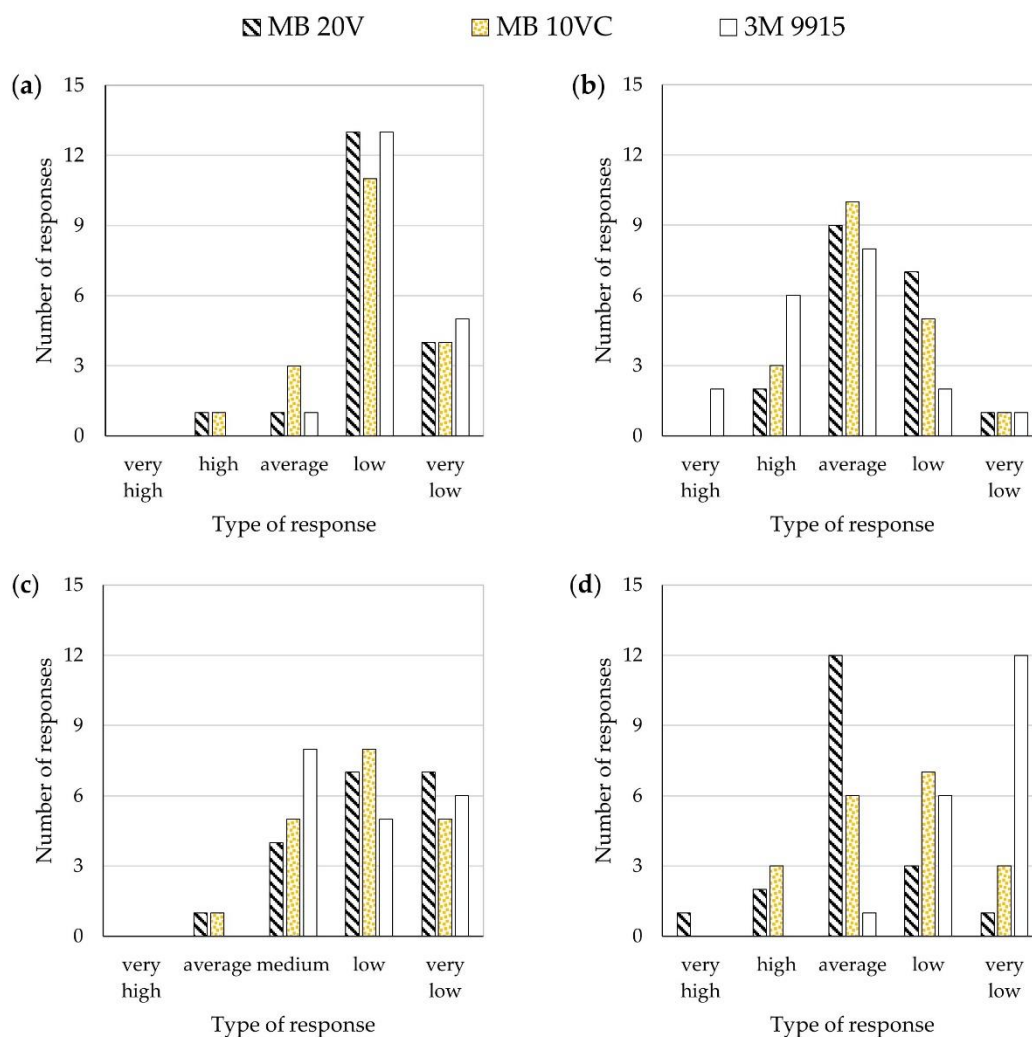 MB 20V MB 10VC 3M 9915
(a)
15
12
9
6
3
0
Number of responses
very high
high
average
low
very low
Type of response
(b)
15
12
9
6
3
0
Number of responses
very high
high
average
low
very low
Type of response
(c)
15
12
9
6
3
0
Number of responses
very high
average
medium
low
very low
Type of response
(d)
15
12
9
6
3
0
Number of responses
very high
high
average
low
very low
Type of response